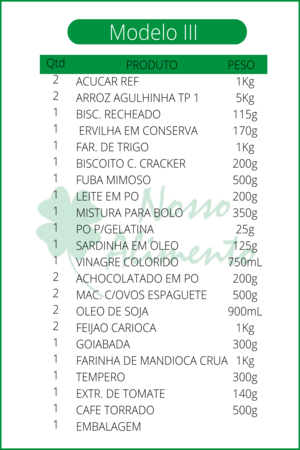 Modelo III
Qtd PRODUTO PESO
2 ACUCAR REF 1Kg
2 ARROZ AGULHINHA TP 1 5Kg
1 BISC. RECHEADO 115g
1 ERVILHA EM CONSERVA 170g
1 FAR. DE TRIGO 1Kg
1 BISCOITO C. CRACKER 200g
1 FUBA MIMOSO 500g
1 LEITE EM PO 200g
1 MISTURA PARA BOLO 350g
1 PO P/GELATINA 25g
1 SARDINHA EM OLEO 125g
1 VINAGRE COLORIDO 750mL
2 ACHOCOLATADO EM PO 200g
2 MAC. C/OVOS ESPAGUETE 500g
2 OLEO DE SOJA 900mL
2 FEIJAO CARIOCA 1Kg
1 GOIABADA 300g
1 FARINHA DE MANDIOCA CRUA 1Kg
1 TEMPERO 300g
1 EXTR. DE TOMATE 140g
1 CAFE TORRADO 500g
1 EMBALAGEM
Nosso
Alimento